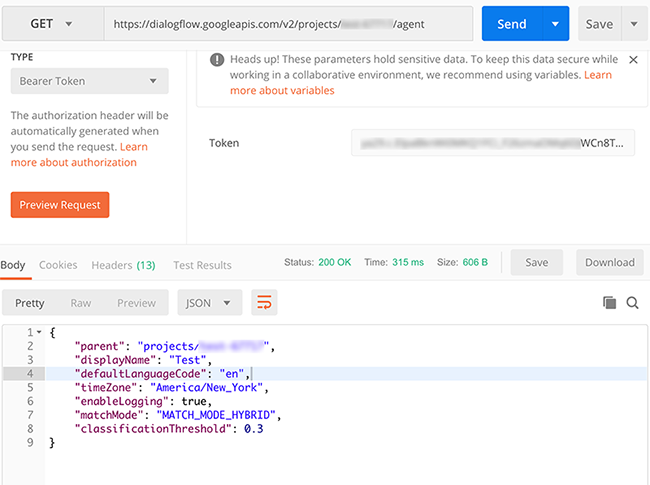 GET https://dialogflow.googleapis.com/v2/projects/ /agent Send Save
TYPE
Bearer Token
The authorization header will be
automatically generated when
you send the request. Learn
more about authorization
Preview Request
Heads up! These parameters hold sensitive data. To keep this data secure while
working in a collaborative environment, we recommend using variables. Learn
more about variables
Token WCn8T...
Body Cookies Headers (13) Test Results Status: 200 OK Time: 315 ms Size: 606 B Save Download
Pretty Raw Preview JSON
1 {
2 "parent": "projects/ ",
3 "displayName": "Test",
4 "defaultLanguageCode": "en",
5 "timeZone": "America/New_York",
6 "enableLogging": true,
7 "matchMode": "MATCH_MODE_HYBRID",
8 "classificationThreshold": 0.3
9 }